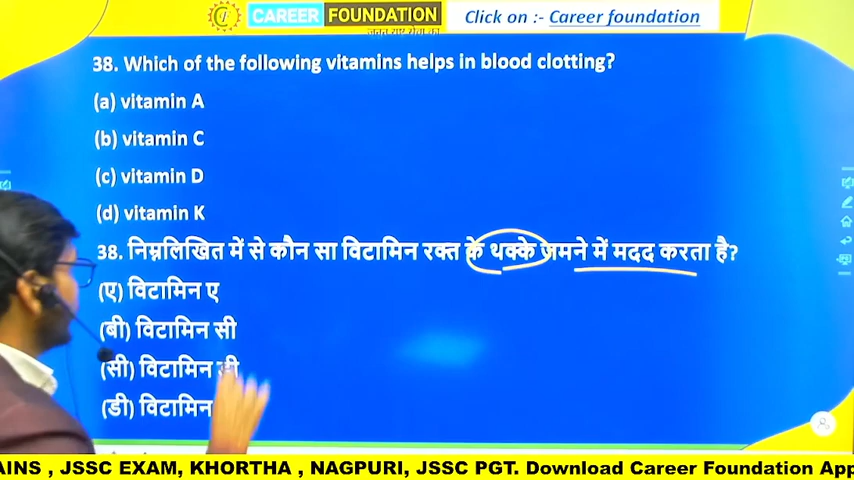 CAREER FOUNDATION
Click on :- Career foundation
38. Which of the following vitamins helps in blood clotting?
(a) vitamin A
(b) vitamin C
(c) vitamin D
(d) vitamin K
38. निम्नलिखित में से कौन सा विटामिन रक्त के थक्के जमने में मदद करता है?
(ए) विटामिन ए
(बी) विटामिन सी
(सी) विटामिन डी
(डी) विटामिन
AINS , JSSC EXAM, KHORTHA , NAGPURI, JSSC PGT. Download Career Foundation App